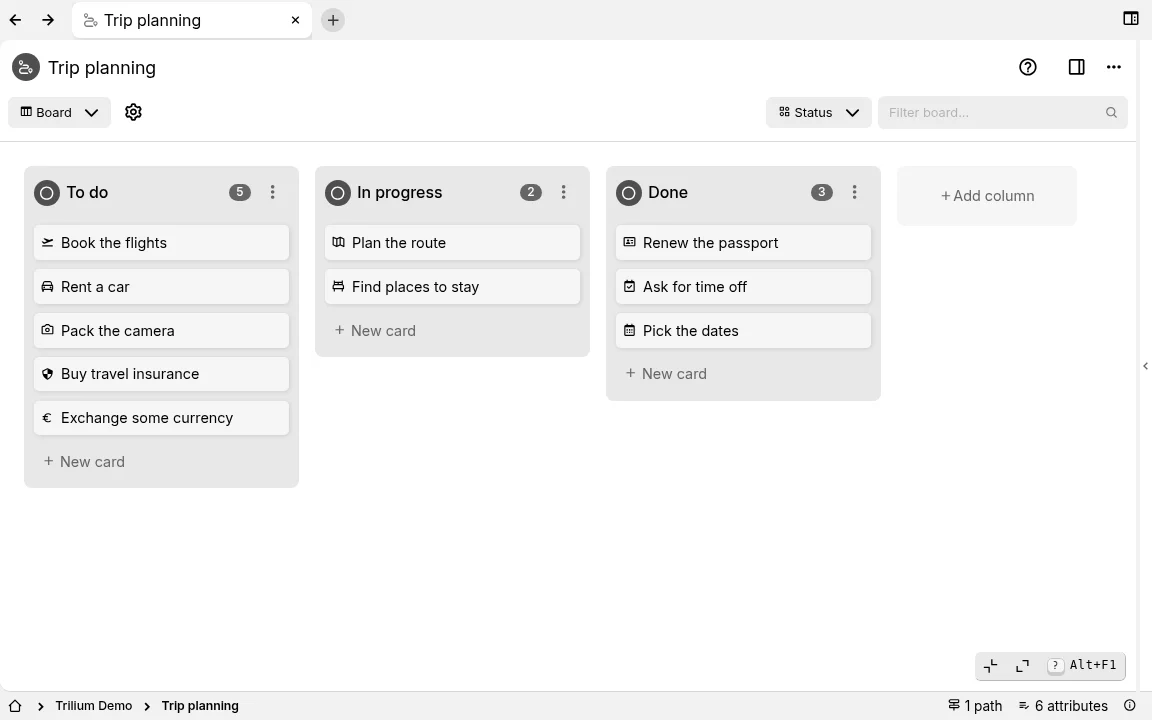 Trip planning
Trip planning
Board
Status
Filter board...
To do 5
Book the flights
Rent a car
Pack the camera
Buy travel insurance
Exchange some currency
+ New card
In progress 2
Plan the route
Find places to stay
+ New card
Done 3
Renew the passport
Ask for time off
Pick the dates
+ New card
+ Add column
? Alt+F1
Trilium Demo > Trip planning
1 path
6 attributes